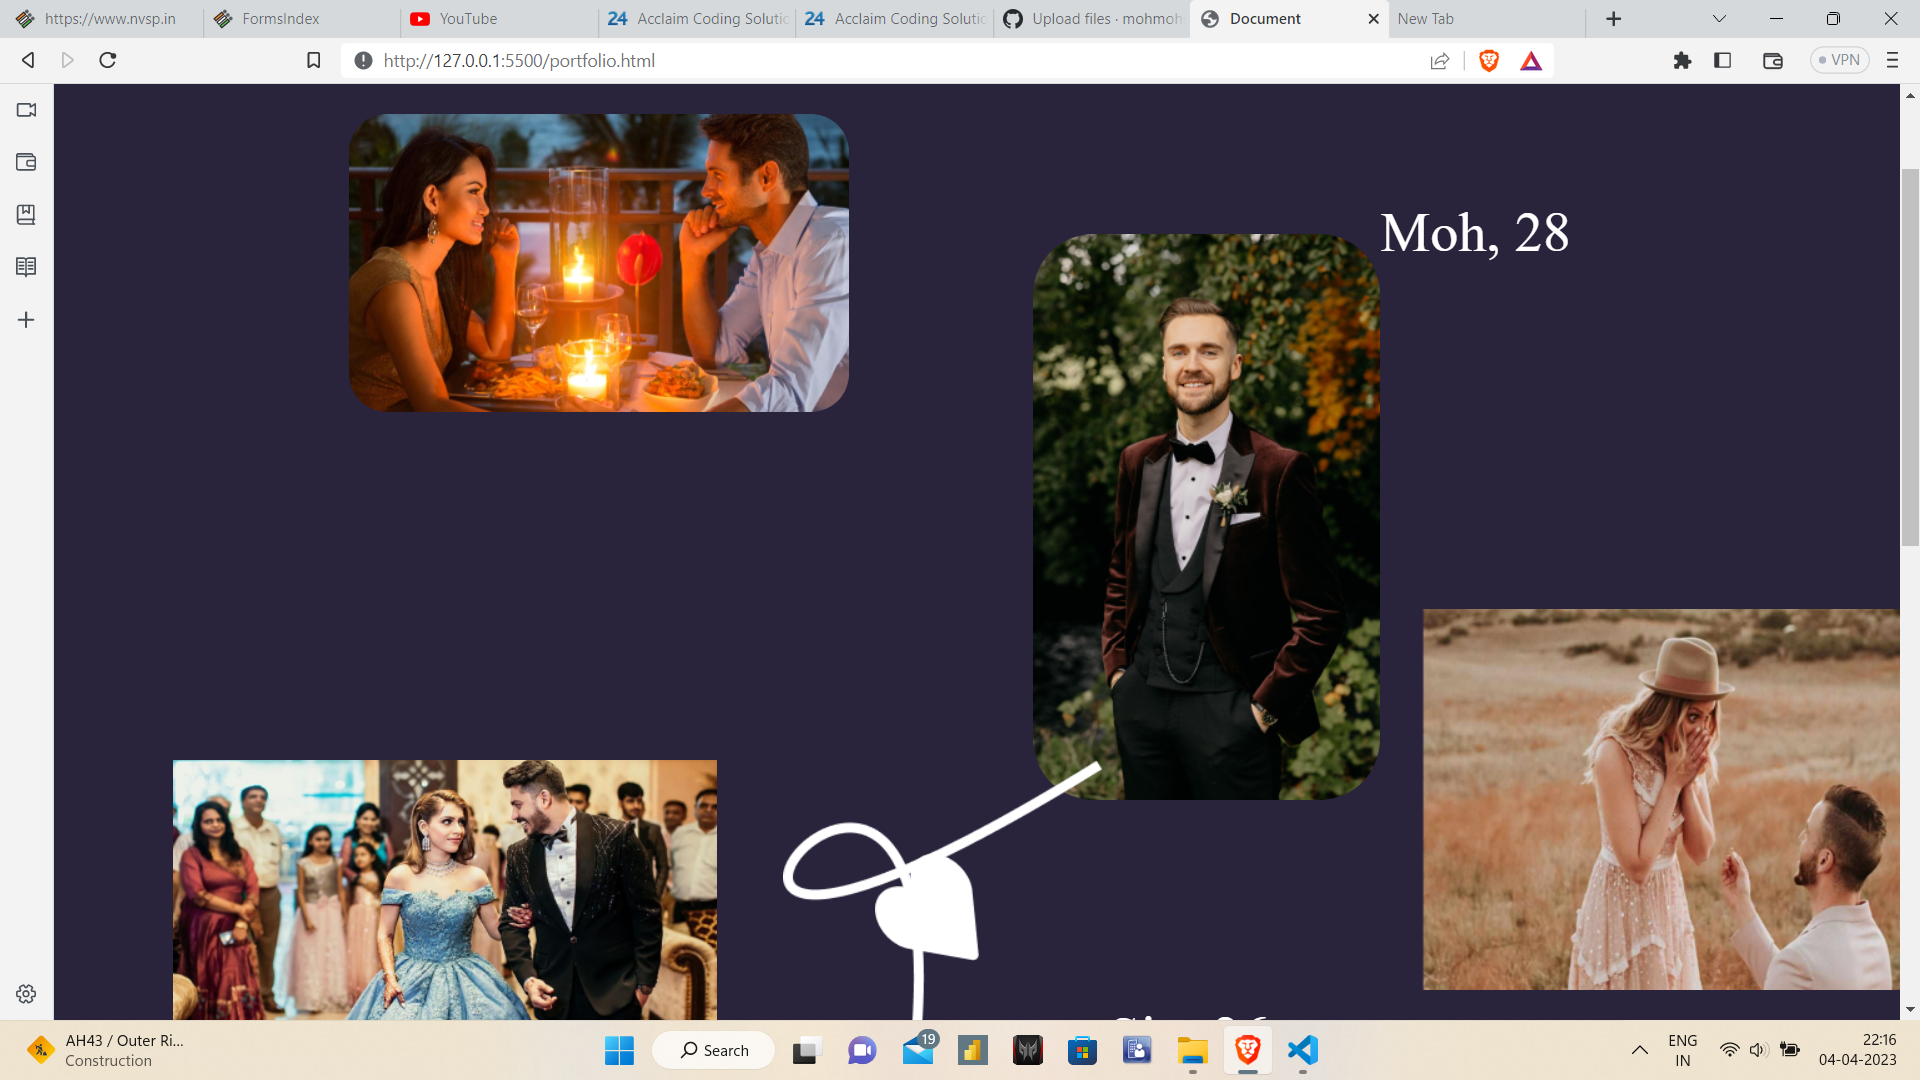 https://www.nvsp.in
FormsIndex
YouTube
24 Acclaim Coding Solutic
24 Acclaim Coding Solutic
Upload files · mohmoh
Document
New Tab
http://127.0.0.1:5500/portfolio.html
VPN
Moh, 28
AH43 / Outer Ri...
Construction
Search
19
ENG
IN
22:16
04-04-2023